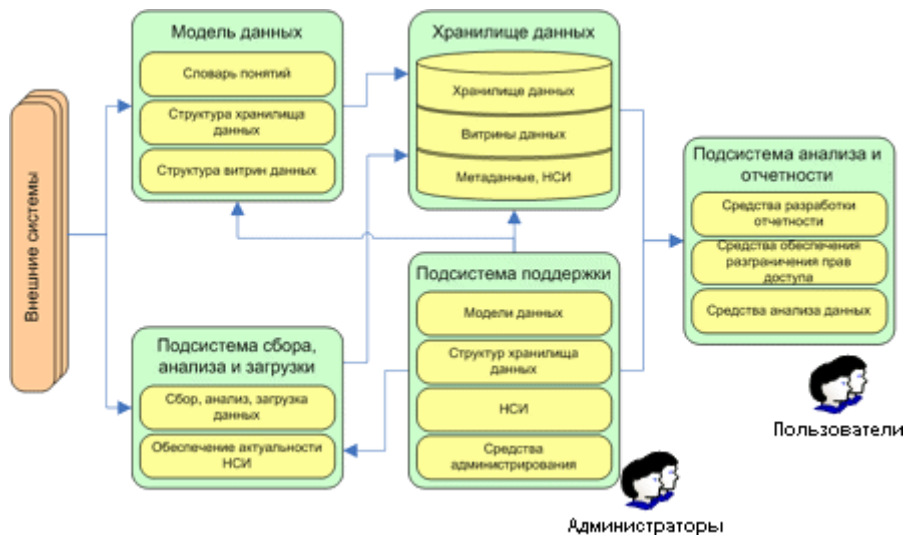 Внешние системы
Модель данных
Словарь понятий
Структура хранилища
данных
Структура витрин данных
Хранилище данных
Хранилище данных
Витрины данных
Метаданные, НСИ
Подсистема сбора,
анализа и загрузки
Сбор, анализ, загрузка
данных
Обеспечение актуальности
НСИ
Подсистема поддержки
Модели данных
Структур хранилища
данных
НСИ
Средства
администрирования
Администраторы
Подсистема анализа и
отчетности
Средства разработки
отчетности
Средства обеспечения
разграничения прав
доступа
Средства анализа данных
Пользователи